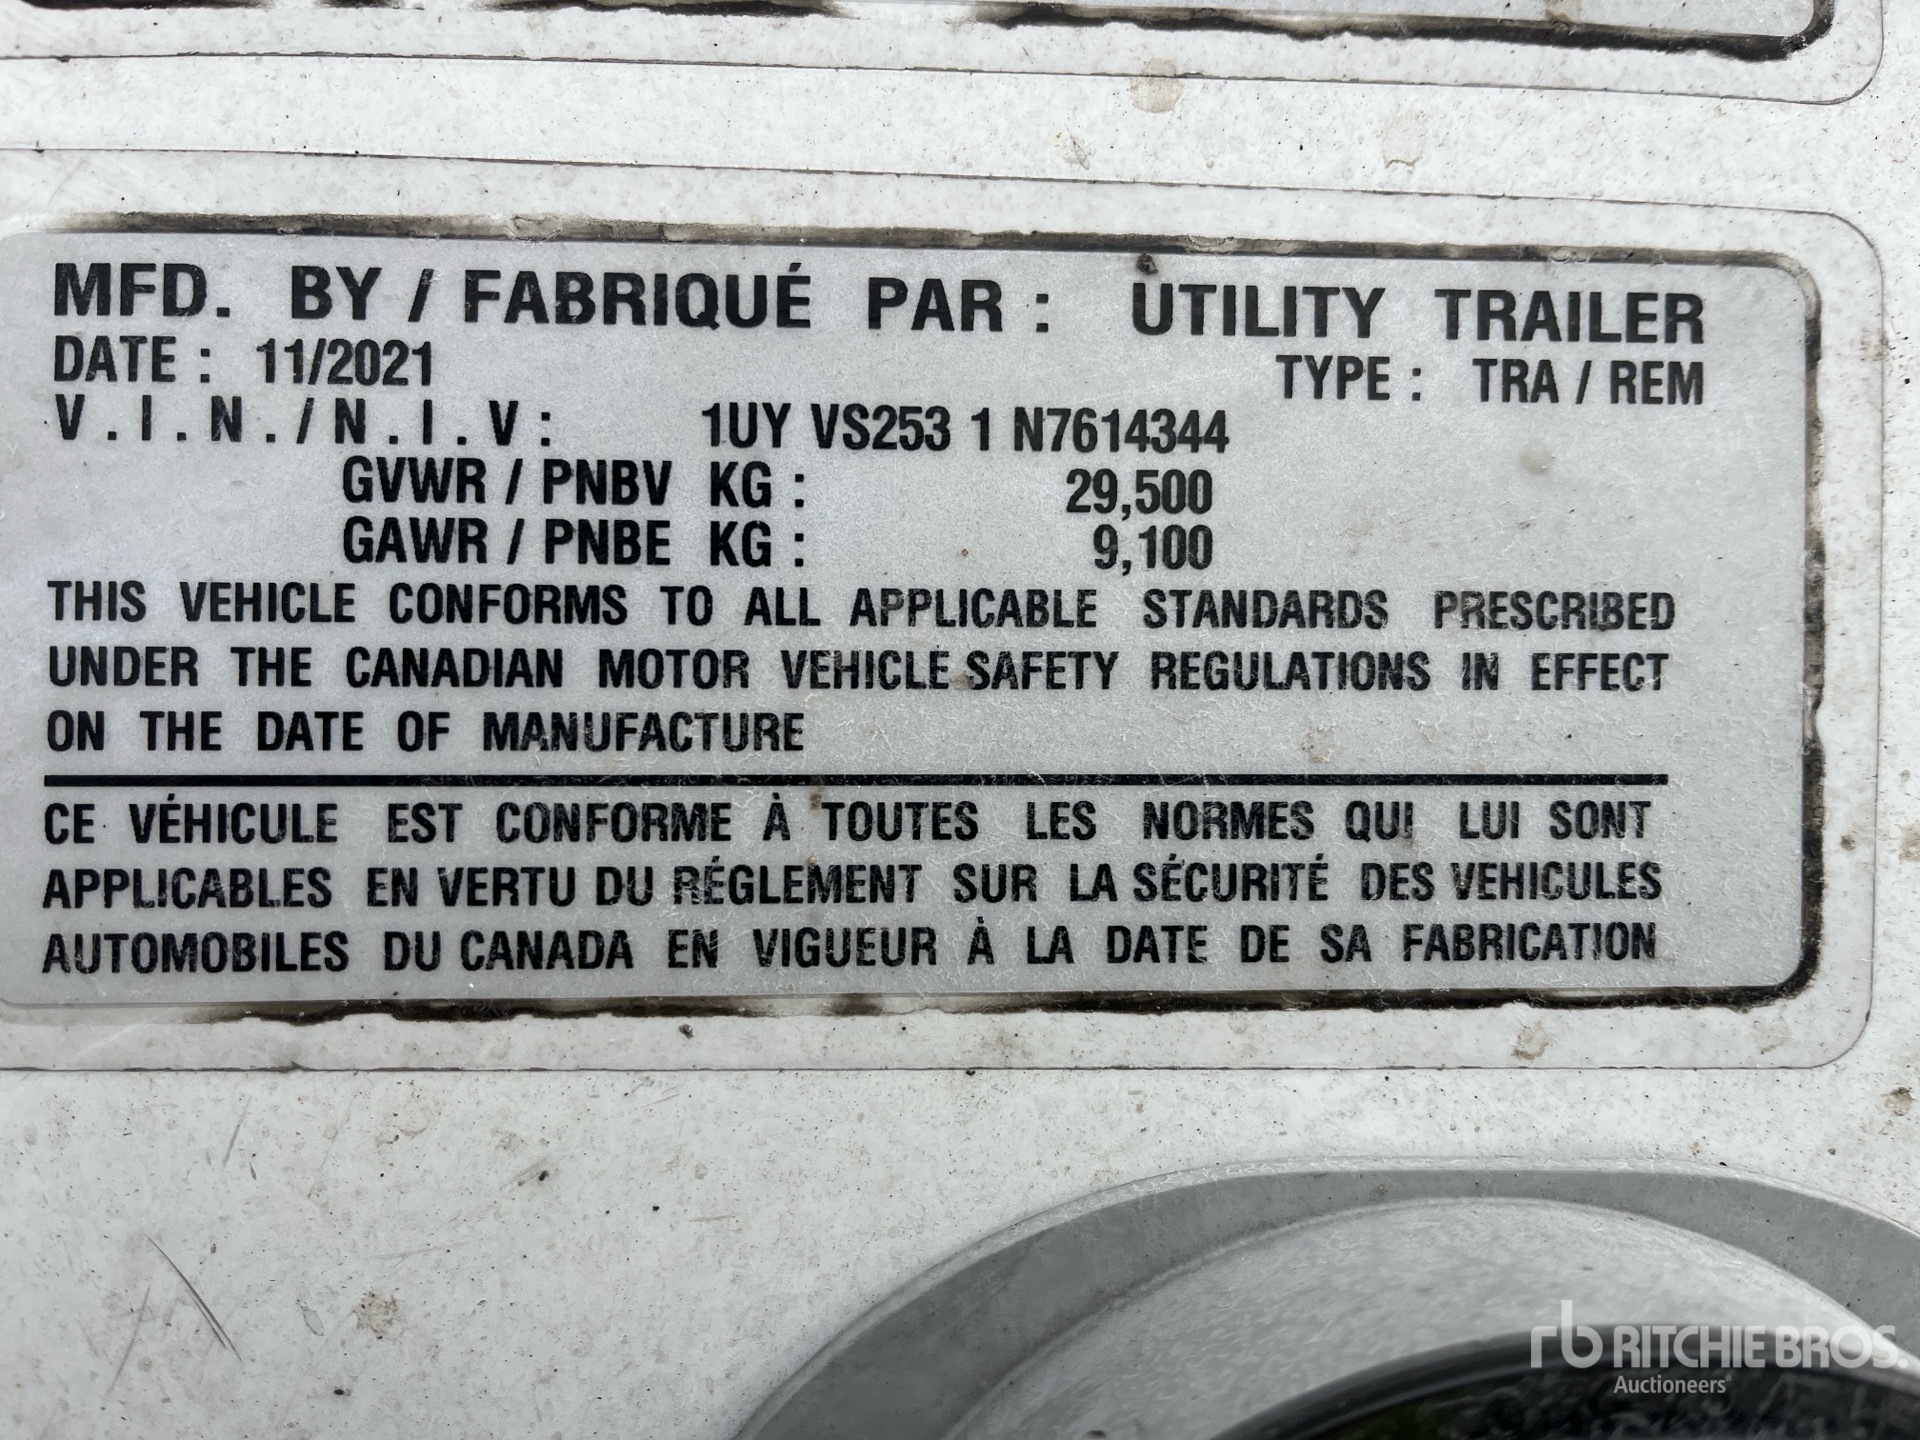 MFD. BY / FABRIQUÉ PAR : UTILITY TRAILER
DATE : 11/2021 TYPE : TRA / REM
V.I.N./N.I.V: 1UY VS253 1 N7614344
GVWR / PNBV KG : 29,500
GAWR / PNBE KG : 9,100
THIS VEHICLE CONFORMS TO ALL APPLICABLE STANDARDS PRESCRIBED
UNDER THE CANADIAN MOTOR VEHICLE SAFETY REGULATIONS IN EFFECT
ON THE DATE OF MANUFACTURE
CE VÉHICULE EST CONFORME À TOUTES LES NORMES QUI LUI SONT
APPLICABLES EN VERTU DU RÉGLEMENT SUR LA SÉCURITÉ DES VEHICULES
AUTOMOBILES DU CANADA EN VIGUEUR À LA DATE DE SA FABRICATION
rb RITCHIE BROS.
Auctioneers